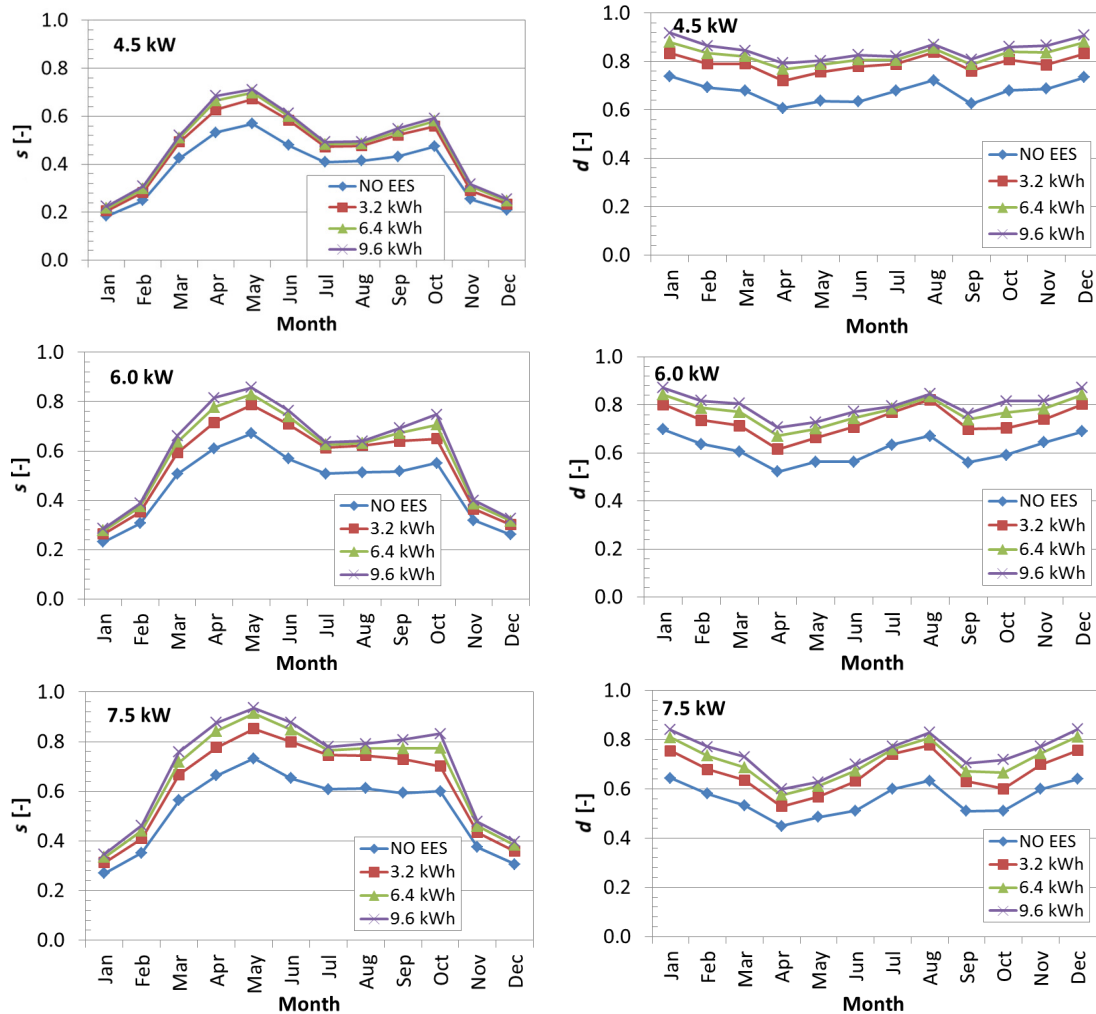 1.0
0.8
0.6
0.4
0.2
0.0
s [-]
4.5 kW
NO EES
3.2 kWh
6.4 kWh
9.6 kWh
Jan Feb Mar Apr May Jun Jul Aug Sep Oct Nov Dec
Month
1.0
0.8
0.6
0.4
0.2
0.0
d [-]
4.5 kW
NO EES
3.2 kWh
6.4 kWh
9.6 kWh
Jan Feb Mar Apr May Jun Jul Aug Sep Oct Nov Dec
Month
1.0
0.8
0.6
0.4
0.2
0.0
s [-]
6.0 kW
NO EES
3.2 kWh
6.4 kWh
9.6 kWh
Jan Feb Mar Apr May Jun Jul Aug Sep Oct Nov Dec
Month
1.0
0.8
0.6
0.4
0.2
0.0
d [-]
6.0 kW
NO EES
3.2 kWh
6.4 kWh
9.6 kWh
Jan Feb Mar Apr May Jun Jul Aug Sep Oct Nov Dec
Month
1.0
0.8
0.6
0.4
0.2
0.0
s [-]
7.5 kW
NO EES
3.2 kWh
6.4 kWh
9.6 kWh
Jan Feb Mar Apr May Jun Jul Aug Sep Oct Nov Dec
Month
1.0
0.8
0.6
0.4
0.2
0.0
d [-]
7.5 kW
NO EES
3.2 kWh
6.4 kWh
9.6 kWh
Jan Feb Mar Apr May Jun Jul Aug Sep Oct Nov Dec
Month